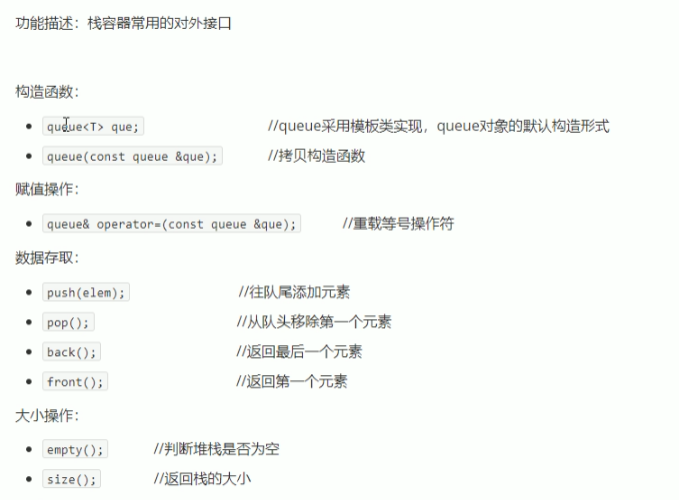 功能描述：栈容器常用的对外接口
构造函数：
queue<T> que; //queue采用模板类实现，queue对象的默认构造形式
queue(const queue &que); //拷贝构造函数
赋值操作：
queue& operator=(const queue &que); //重载等号操作符
数据存取：
push(elem); //往队尾添加元素
pop(); //从队头移除第一个元素
back(); //返回最后一个元素
front(); //返回第一个元素
大小操作：
empty(); //判断堆栈是否为空
size(); //返回栈的大小